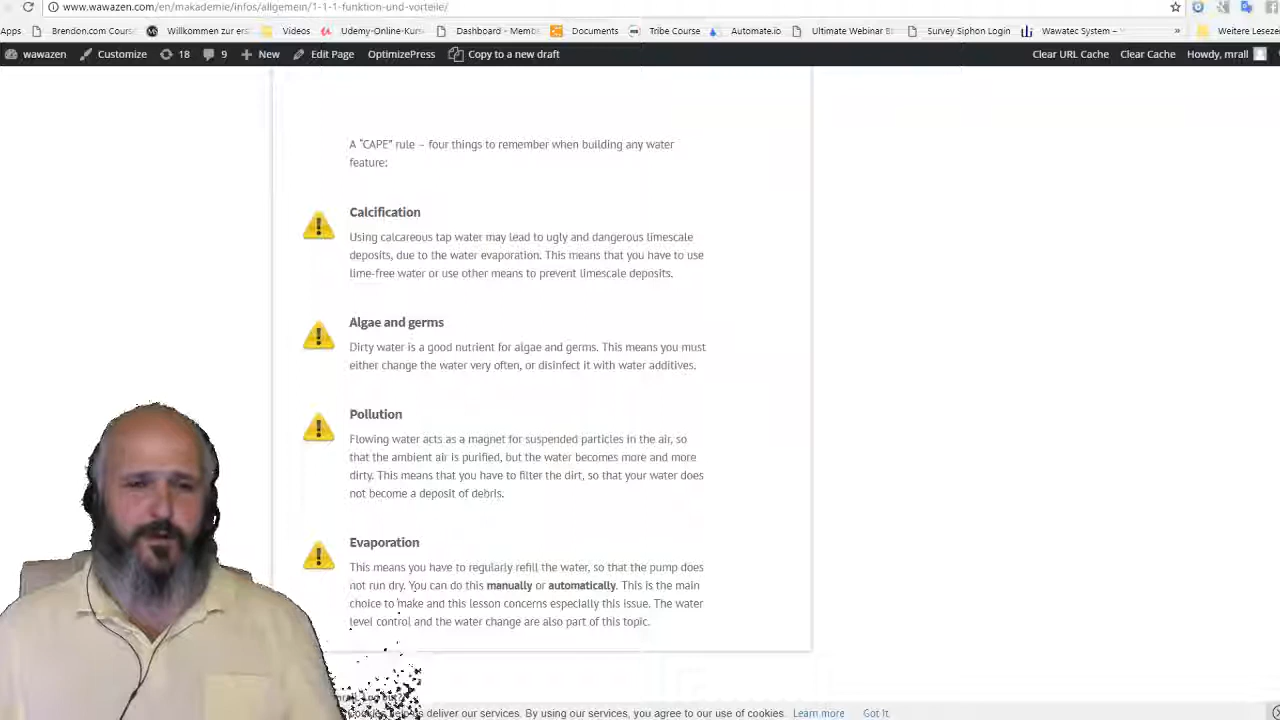 www.wawazen.com/en/makademie/infos/allgemein/1-1-1-funktion-und-vorteile/
Apps Brendon.com Cours Willkommen zur ers Videos Udemy-Online-Kur Dashboard - Memb Documents Tribe Course Automate.io Ultimate Webinar B Survey Siphon Login Wawatec System – » Weitere Leseze
wawazen Customize 18 9 New Edit Page OptimizePress Copy to a new draft Clear URL Cache Clear Cache Howdy, mrall
A “CAPE” rule – four things to remember when building any water
feature:
Calcification
Using calcareous tap water may lead to ugly and dangerous limescale
deposits, due to the water evaporation. This means that you have to use
lime-free water or use other means to prevent limescale deposits.
Algae and germs
Dirty water is a good nutrient for algae and germs. This means you must
either change the water very often, or disinfect it with water additives.
Pollution
Flowing water acts as a magnet for suspended particles in the air, so
that the ambient air is purified, but the water becomes more and more
dirty. This means that you have to filter the dirt, so that your water does
not become a deposit of debris.
Evaporation
This means you have to regularly refill the water, so that the pump does
not run dry. You can do this manually or automatically. This is the main
choice to make and this lesson concerns especially this issue. The water
level control and the water change are also part of this topic.
deliver our services. By using our services, you agree to our use of cookies. Learn more Got It